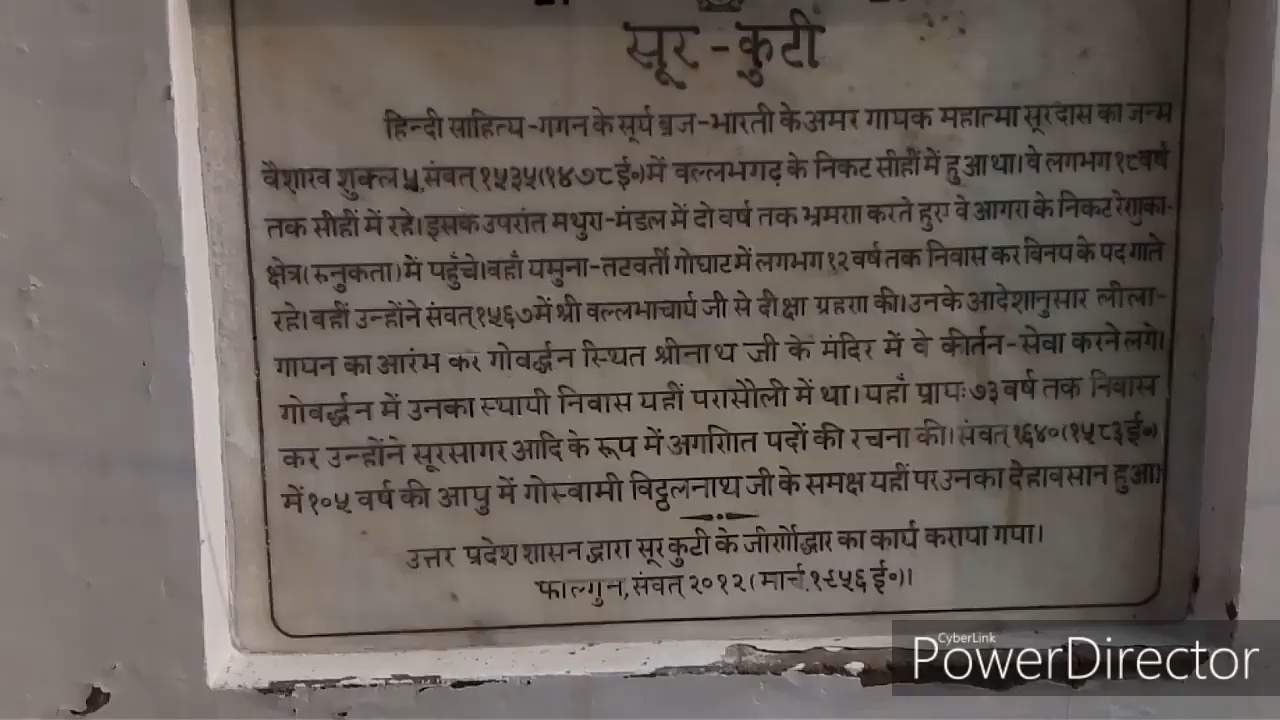 सूर - कुटी
हिन्दी साहित्य-गगन के सूर्य ब्रज-भारती के अमर गायक महात्मा सूरदास का जन्म
वैशाख शुक्ल ५, संवत् १५३५(१४७८ ई०)में वल्लभगढ़ के निकट सीहीं में हुआ था। वे लगभग १८ वर्ष
तक सीहीं में रहे। इसके उपरांत मथुरा-मंडल में दो वर्ष तक भ्रमण करते हुए वे आगरा के निकट रेणुका-
क्षेत्र(रुनुकता)में पहुँचे। वहाँ यमुना-तटवर्ती गोघाट में लगभग १२ वर्ष तक निवास कर विनय के पद गाते
रहे। वहीं उन्होंने संवत् १५६७ में श्री वल्लभाचार्य जी से दीक्षा ग्रहण की। उनके आदेशानुसार लीला-
गायन का आरंभ कर गोवर्द्धन स्थित श्रीनाथ जी के मंदिर में वे कीर्तन-सेवा करने लगे।
गोवर्द्धन में उनका स्थायी निवास यहीं परासौली में था। यहाँ प्रायः ७३ वर्ष तक निवास
कर उन्होंने सूरसागर आदि के रूप में अगणित पदों की रचना की। संवत् १६४०(१५८३ ई०)
में १०५ वर्ष की आयु में गोस्वामी विट्ठलनाथ जी के समक्ष यहीं पर उनका देहावसान हुआ।
उत्तर प्रदेश शासन द्वारा सूर कुटी के जीर्णोद्धार का कार्य कराया गया।
फाल्गुन, संवत् २०१२(मार्च, १९५६ ई०)।
CyberLink
PowerDirector